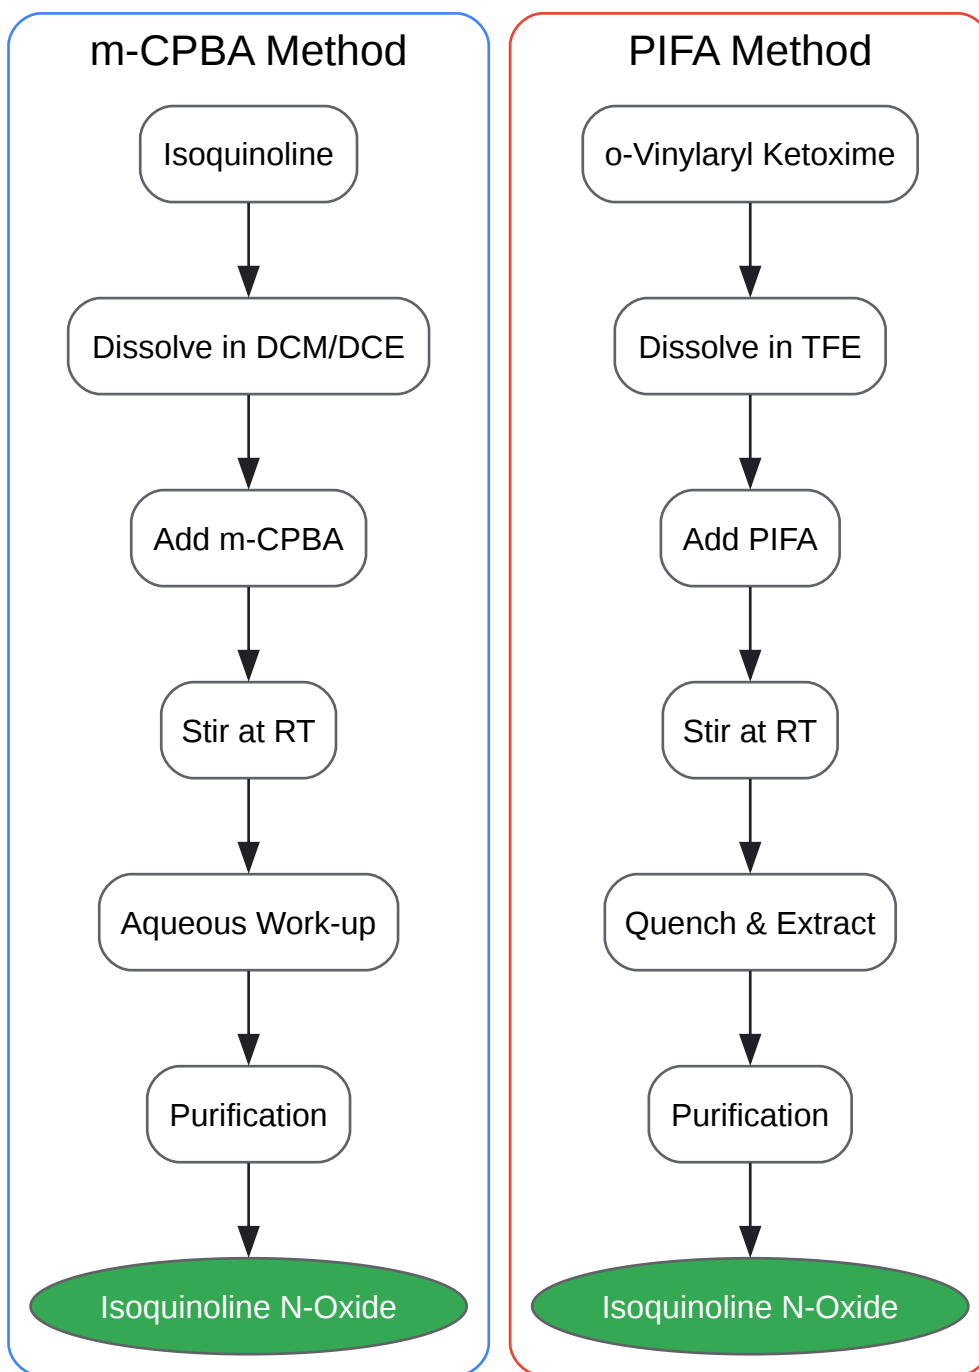 m-CPBA Method
Isoquinoline
Dissolve in DCM/DCE
Add m-CPBA
Stir at RT
Aqueous Work-up
Purification
Isoquinoline N-Oxide
PIFA Method
o-Vinylaryl Ketoxime
Dissolve in TFE
Add PIFA
Stir at RT
Quench & Extract
Purification
Isoquinoline N-Oxide